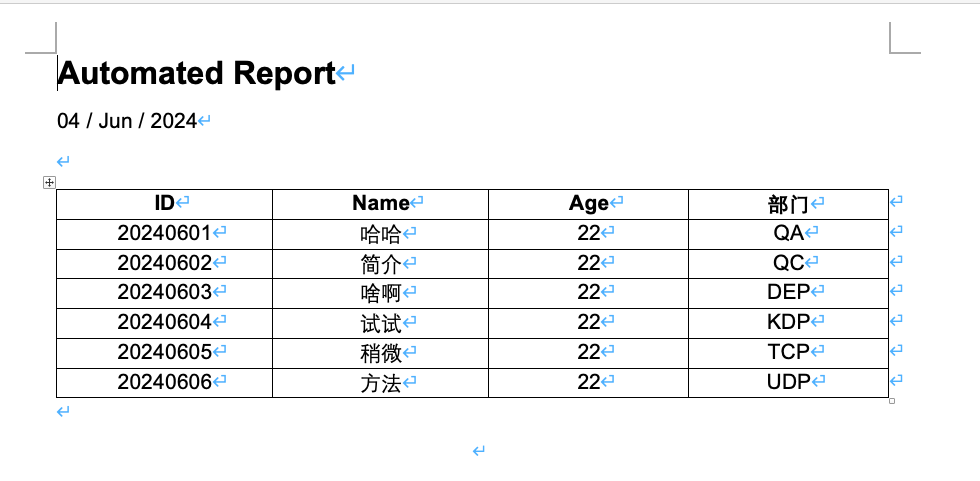 Automated Report
04 / Jun / 2024
ID Name Age 部门
20240601 哈哈 22 QA
20240602 简介 22 QC
20240603 啥啊 22 DEP
20240604 试试 22 KDP
20240605 稍微 22 TCP
20240606 方法 22 UDP